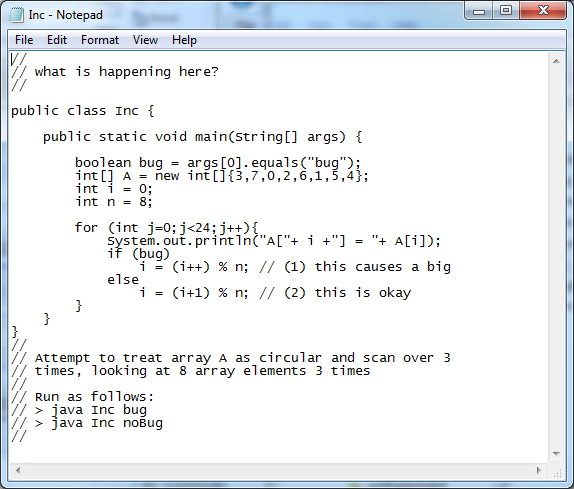 Inc - Notepad
File Edit Format View Help
//
// what is happening here?
//
public class Inc {
public static void main(String[] args) {
boolean bug = args[0].equals("bug");
int[] A = new int[]{3,7,0,2,6,1,5,4};
int i = 0;
int n = 8;
for (int j=0;j<24;j++){
System.out.println("A["+ i +"] = "+ A[i]);
if (bug)
i = (i++) % n; // (1) this causes a big
else
i = (i+1) % n; // (2) this is okay
}
}
}
//
// Attempt to treat array A as circular and scan over 3
// times, looking at 8 array elements 3 times
//
// Run as follows:
// > java Inc bug
// > java Inc noBug
//